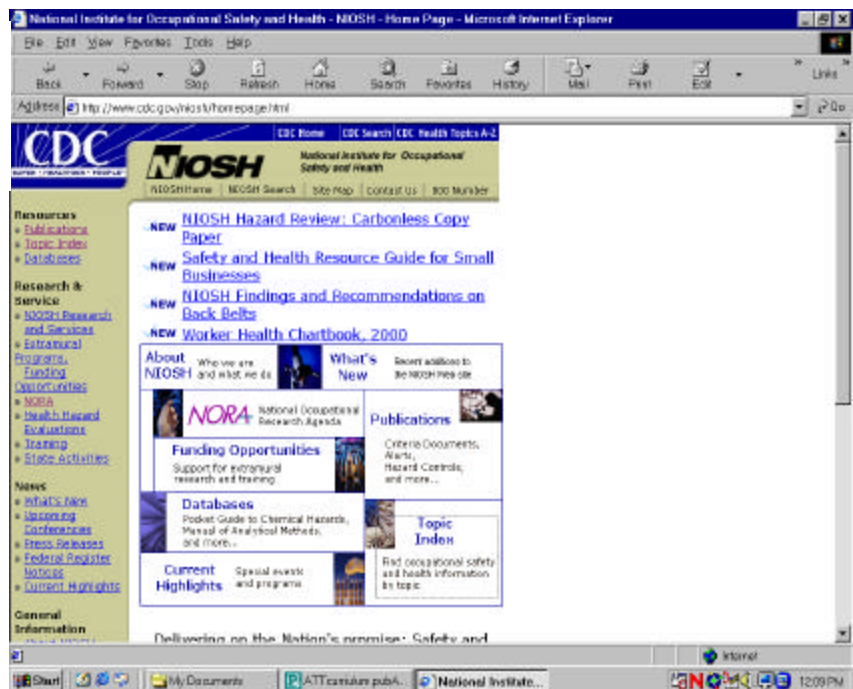 National Institute for Occupational Safety and Health - NIOSH - Home Page - Microsoft Internet Explorer
File Edit View Favorites Tools Help
Back Forward Stop Refresh Home Search Favorites History Mail Print Edit Links
Address http://www.cdc.gov/niosh/homepage.html Go
CDC Home CDC Search CDC Health Topics A-Z
CDC
SAFER • HEALTHIER • PEOPLE
NIOSH
National Institute for Occupational
Safety and Health
NIOSH Home NIOSH Search Site Map Contact Us 800 Number
Resources
Publications
Topic Index
Databases
Research &
Service
NIOSH Research
and Services
Extramural
Programs,
Funding
Opportunities
NORA
Health Hazard
Evaluations
Training
State Activities
News
What's New
Upcoming
Conferences
Press Releases
Federal Register
Notices
Current Highlights
General
Information
About NIOSH
NEW NIOSH Hazard Review: Carbonless Copy
Paper
NEW Safety and Health Resource Guide for Small
Businesses
NEW NIOSH Findings and Recommendations on
Back Belts
NEW Worker Health Chartbook, 2000
About
NIOSH
Who we are
and what we do
What's
New
Recent additions to
the NIOSH Web site
NORA
National Occupational
Research Agenda
Publications
Criteria Documents,
Alerts,
Hazard Controls,
and more...
Funding Opportunities
Support for extramural
research and training
Databases
Pocket Guide to Chemical Hazards,
Manual of Analytical Methods,
and more...
Topic
Index
Find occupational safety
and health information
by topic
Current
Highlights
Special events
and programs
Delivering on the Nation's promise: Safety and
Internet
Start My Documents ATTcurriculum pubA... National Institute... 12:09 PM